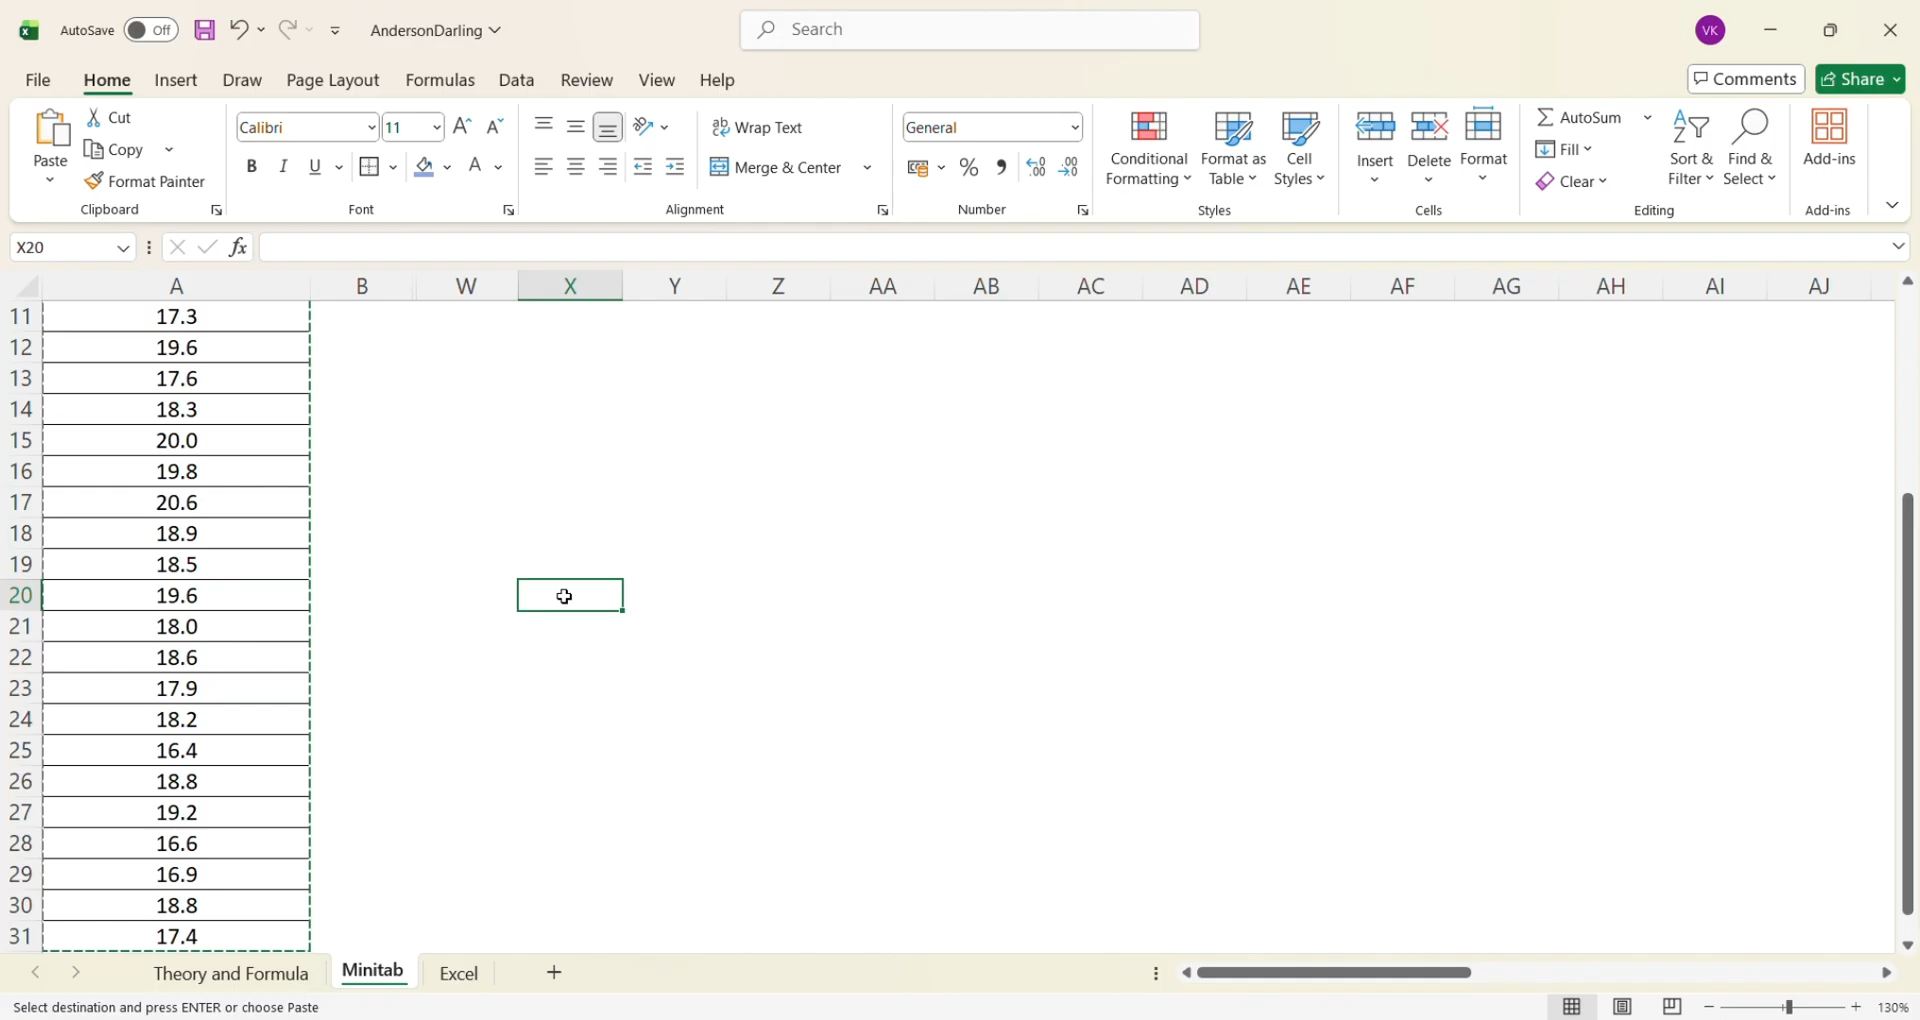 AutoSave Off AndersonDarling Search VK
File Home Insert Draw Page Layout Formulas Data Review View Help Comments Share
Paste Cut Copy Format Painter Clipboard
Calibri 11 B I U A Font
Wrap Text Merge & Center Alignment
General % Number
Conditional Formatting Format as Table Cell Styles Styles
Insert Delete Format Cells
AutoSum Fill Clear Sort & Filter Find & Select Editing
Add-ins Add-ins
X20 fx
A B W X Y Z AA AB AC AD AE AF AG AH AI AJ
11 17.3
12 19.6
13 17.6
14 18.3
15 20.0
16 19.8
17 20.6
18 18.9
19 18.5
20 19.6
21 18.0
22 18.6
23 17.9
24 18.2
25 16.4
26 18.8
27 19.2
28 16.6
29 16.9
30 18.8
31 17.4
Theory and Formula Minitab Excel
Select destination and press ENTER or choose Paste 130%